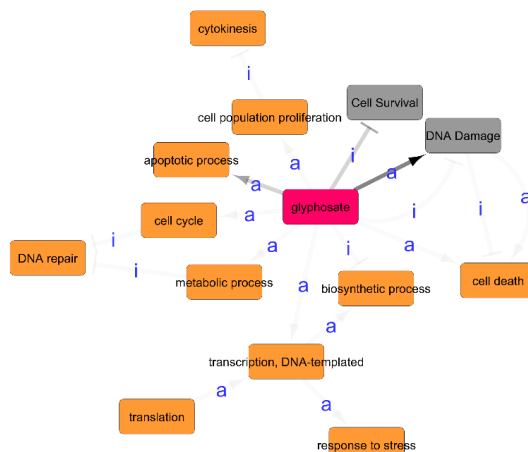 cytokinesis
i
Cell Survival
cell population proliferation
DNA Damage
i
a
apoptotic process
a
a
a
glyphosate
i
a
cell cycle
a
i
i
a
i
DNA repair
a
i
metabolic process
a
biosynthetic process
cell death
a
transcription, DNA-templated
a
translation
a
response to stress